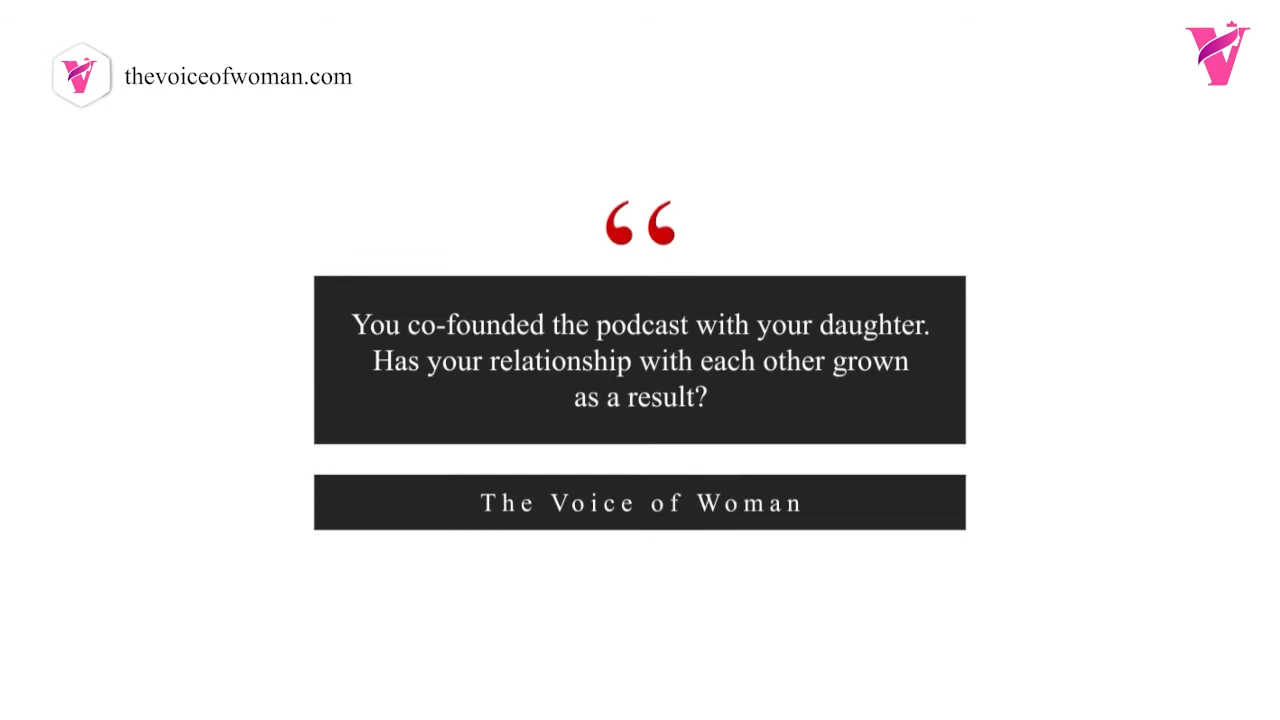 thevoiceofwoman.com
You co-founded the podcast with your daughter.
Has your relationship with each other grown
as a result?
The Voice of Woman